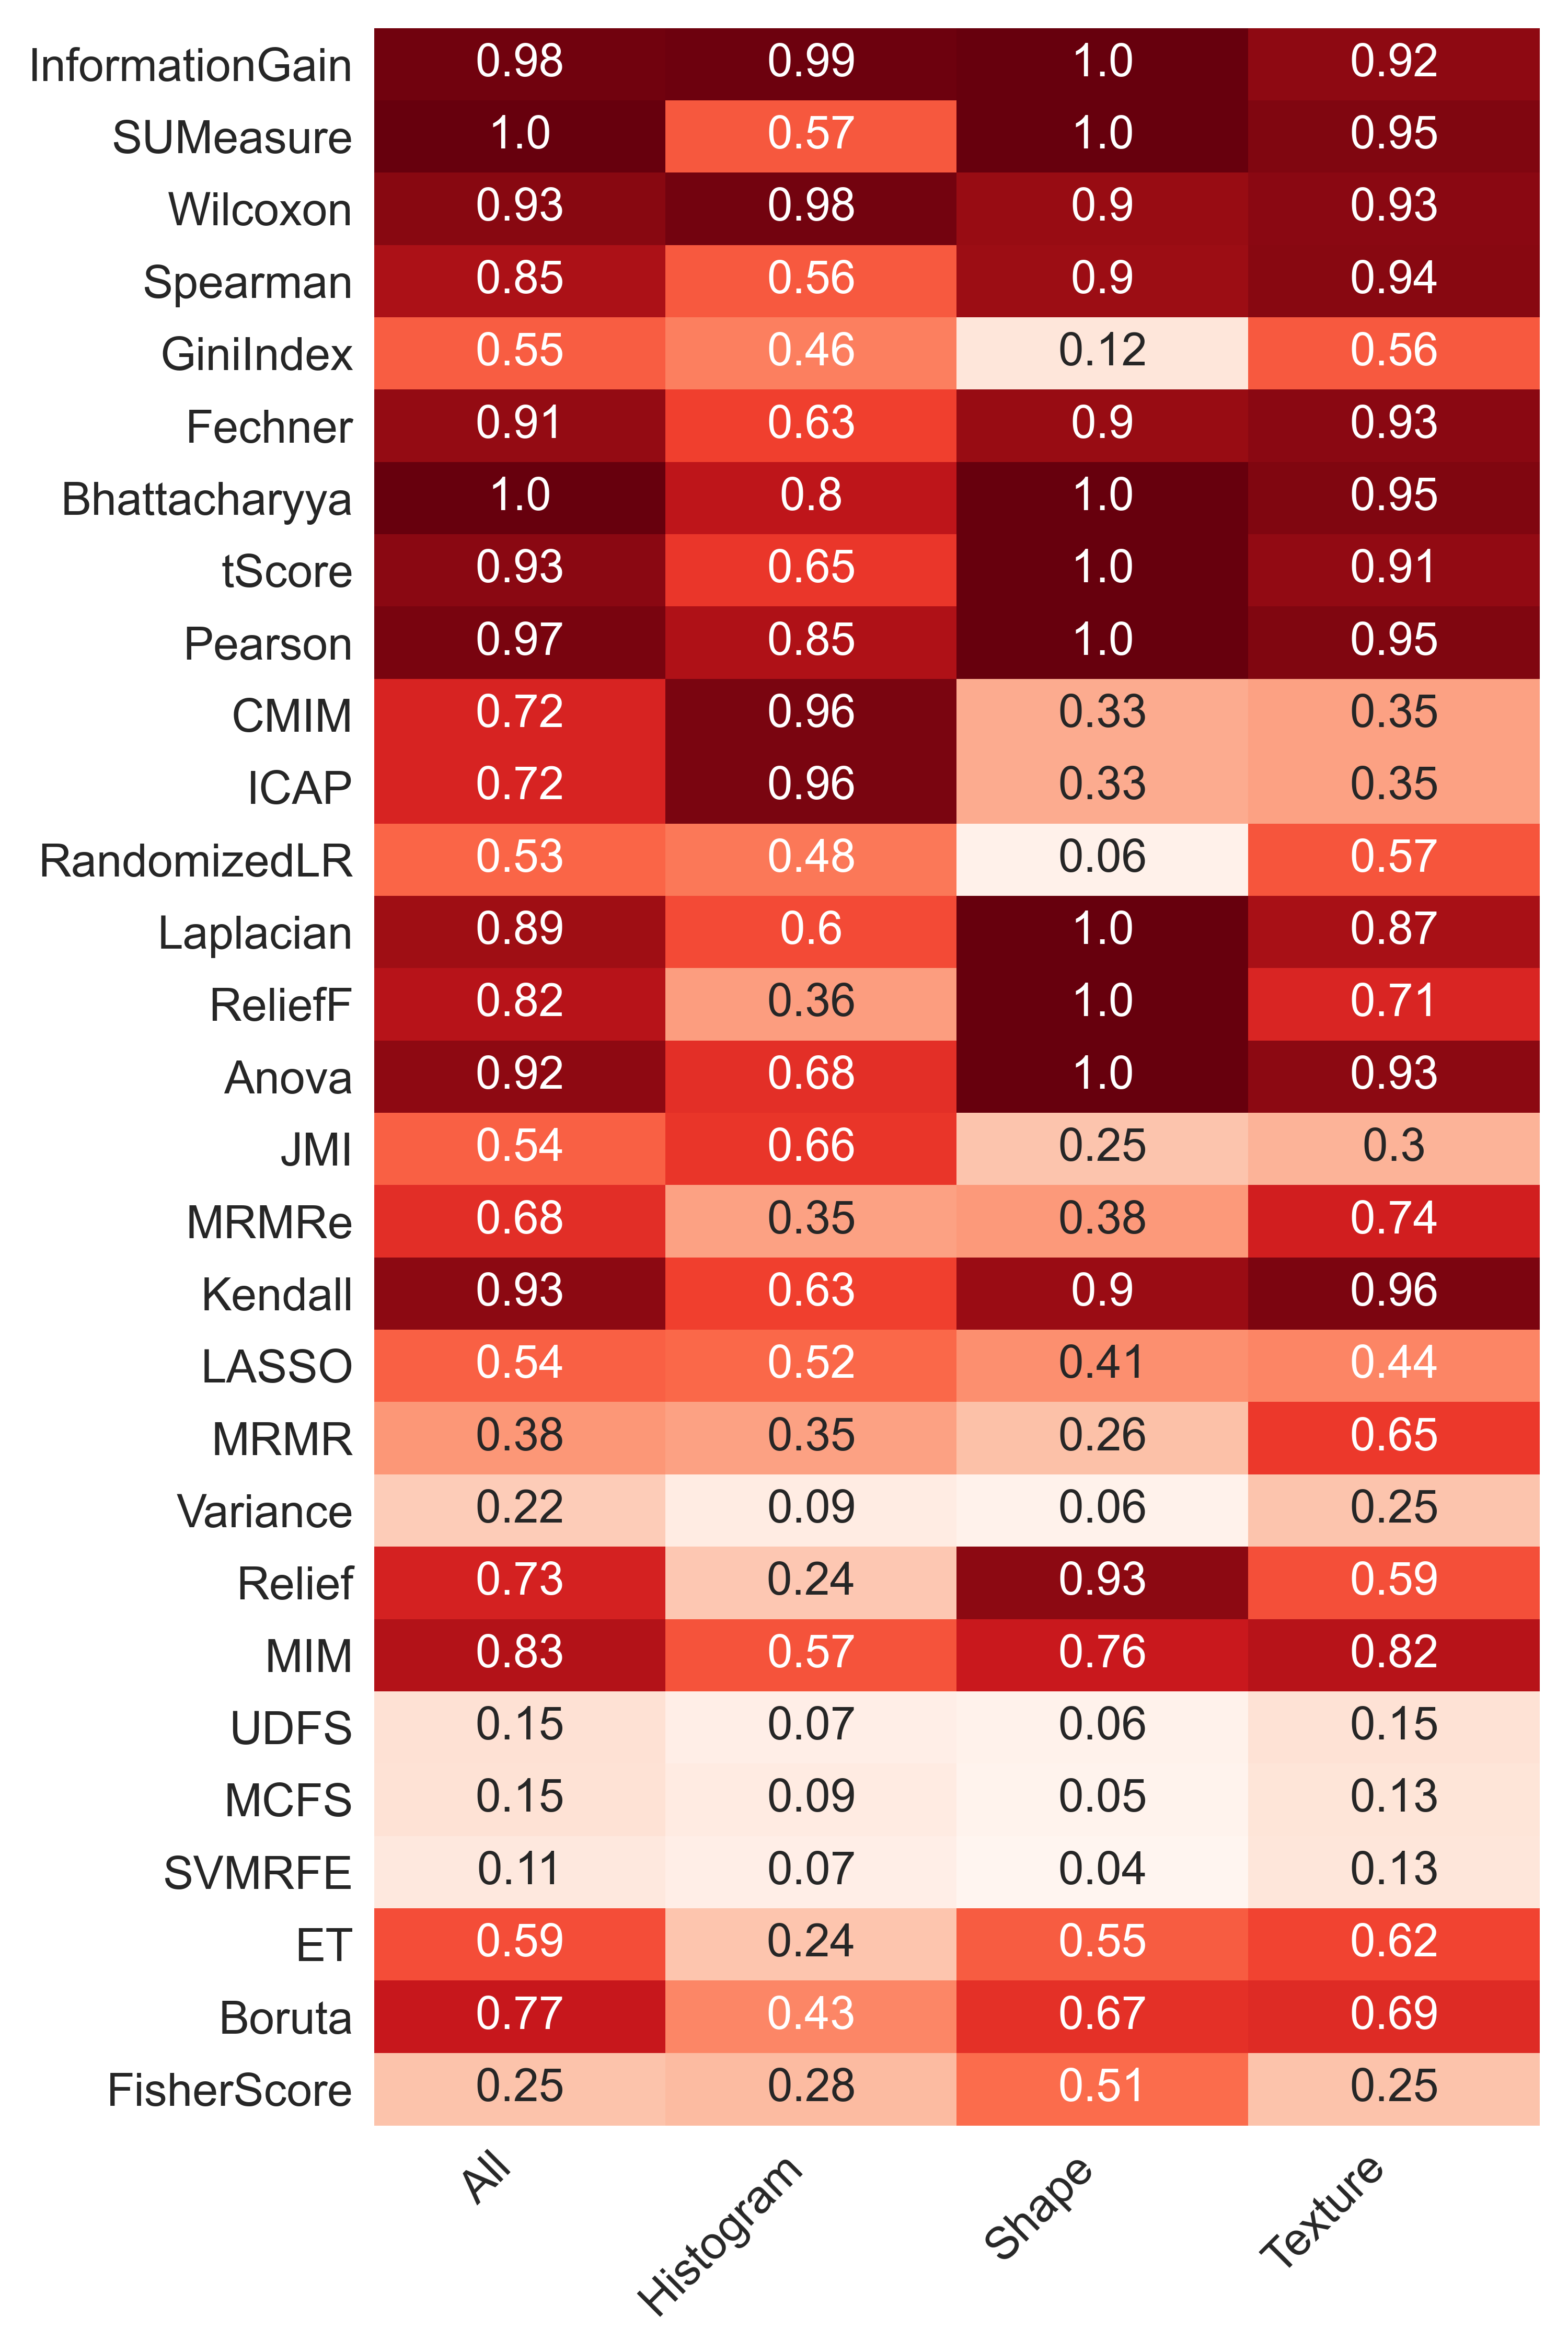 InformationGain 0.98 0.99 1.0 0.92
SUMeasure 1.0 0.57 1.0 0.95
Wilcoxon 0.93 0.98 0.9 0.93
Spearman 0.85 0.56 0.9 0.94
GiniIndex 0.55 0.46 0.12 0.56
Fechner 0.91 0.63 0.9 0.93
Bhattacharyya 1.0 0.8 1.0 0.95
tScore 0.93 0.65 1.0 0.91
Pearson 0.97 0.85 1.0 0.95
CMIM 0.72 0.96 0.33 0.35
ICAP 0.72 0.96 0.33 0.35
RandomizedLR 0.53 0.48 0.06 0.57
Laplacian 0.89 0.6 1.0 0.87
ReliefF 0.82 0.36 1.0 0.71
Anova 0.92 0.68 1.0 0.93
JMI 0.54 0.66 0.25 0.3
MRMRe 0.68 0.35 0.38 0.74
Kendall 0.93 0.63 0.9 0.96
LASSO 0.54 0.52 0.41 0.44
MRMR 0.38 0.35 0.26 0.65
Variance 0.22 0.09 0.06 0.25
Relief 0.73 0.24 0.93 0.59
MIM 0.83 0.57 0.76 0.82
UDFS 0.15 0.07 0.06 0.15
MCFS 0.15 0.09 0.05 0.13
SVMRFE 0.11 0.07 0.04 0.13
ET 0.59 0.24 0.55 0.62
Boruta 0.77 0.43 0.67 0.69
FisherScore 0.25 0.28 0.51 0.25
All Histogram Shape Texture